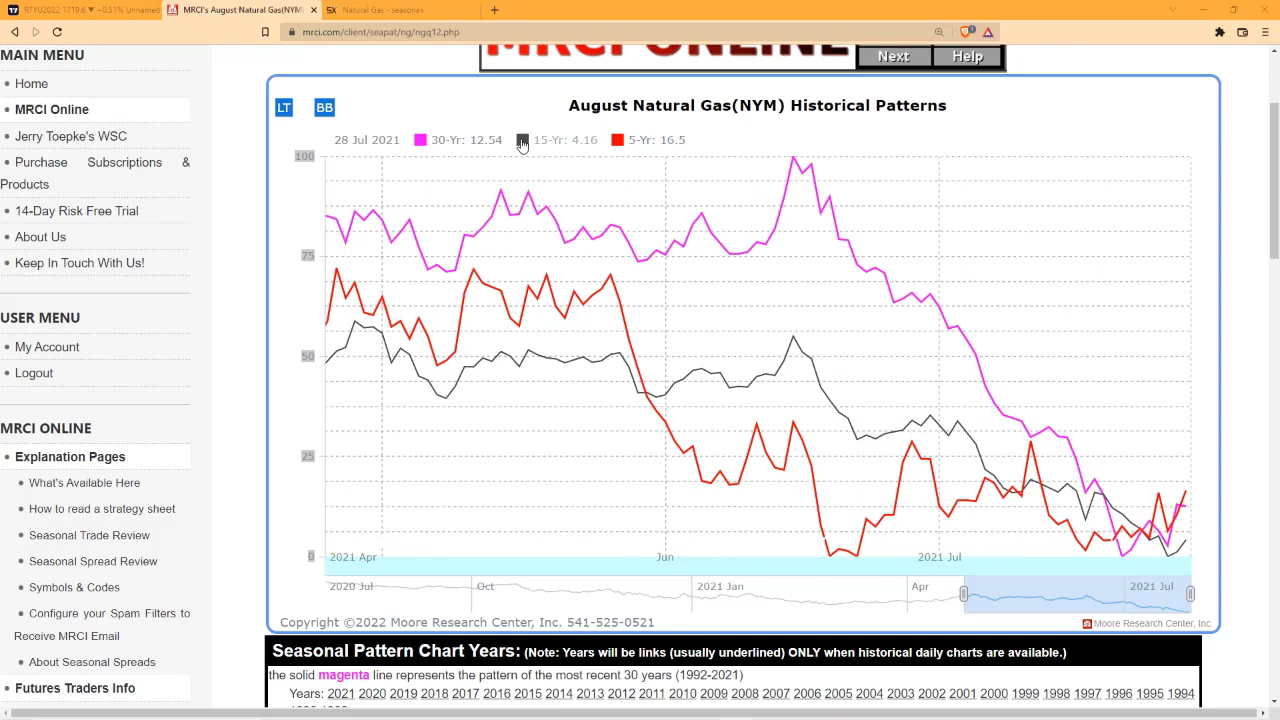 RTYU2022 1719.6 ▼ −0.51% Unnamed
MRCI's August Natural Gas(NYM)
Natural Gas - seasonax
mrci.com/client/seapat/ng/ngq12.php
MAIN MENU
Home
MRCI Online
Jerry Toepke's WSC
Purchase Subscriptions &
Products
14-Day Risk Free Trial
About Us
Keep In Touch With Us!
USER MENU
My Account
Logout
MRCI ONLINE
Explanation Pages
What's Available Here
How to read a strategy sheet
Seasonal Trade Review
Seasonal Spread Review
Symbols & Codes
Configure your Spam Filters to
Receive MRCI Email
About Seasonal Spreads
Futures Traders Info
MRCI ONLINE
Next Help
LT BB
August Natural Gas(NYM) Historical Patterns
28 Jul 2021 30-Yr: 12.54 15-Yr: 4.16 5-Yr: 16.5
100
75
50
25
0
2021 Apr Jun 2021 Jul
2020 Jul Oct 2021 Jan Apr 2021 Jul
Copyright ©2022 Moore Research Center, Inc. 541-525-0521
Moore Research Center, Inc.
Seasonal Pattern Chart Years: (Note: Years will be links (usually underlined) ONLY when historical daily charts are available.)
the solid magenta line represents the pattern of the most recent 30 years (1992-2021)
Years: 2021 2020 2019 2018 2017 2016 2015 2014 2013 2012 2011 2010 2009 2008 2007 2006 2005 2004 2003 2002 2001 2000 1999 1998 1997 1996 1995 1994